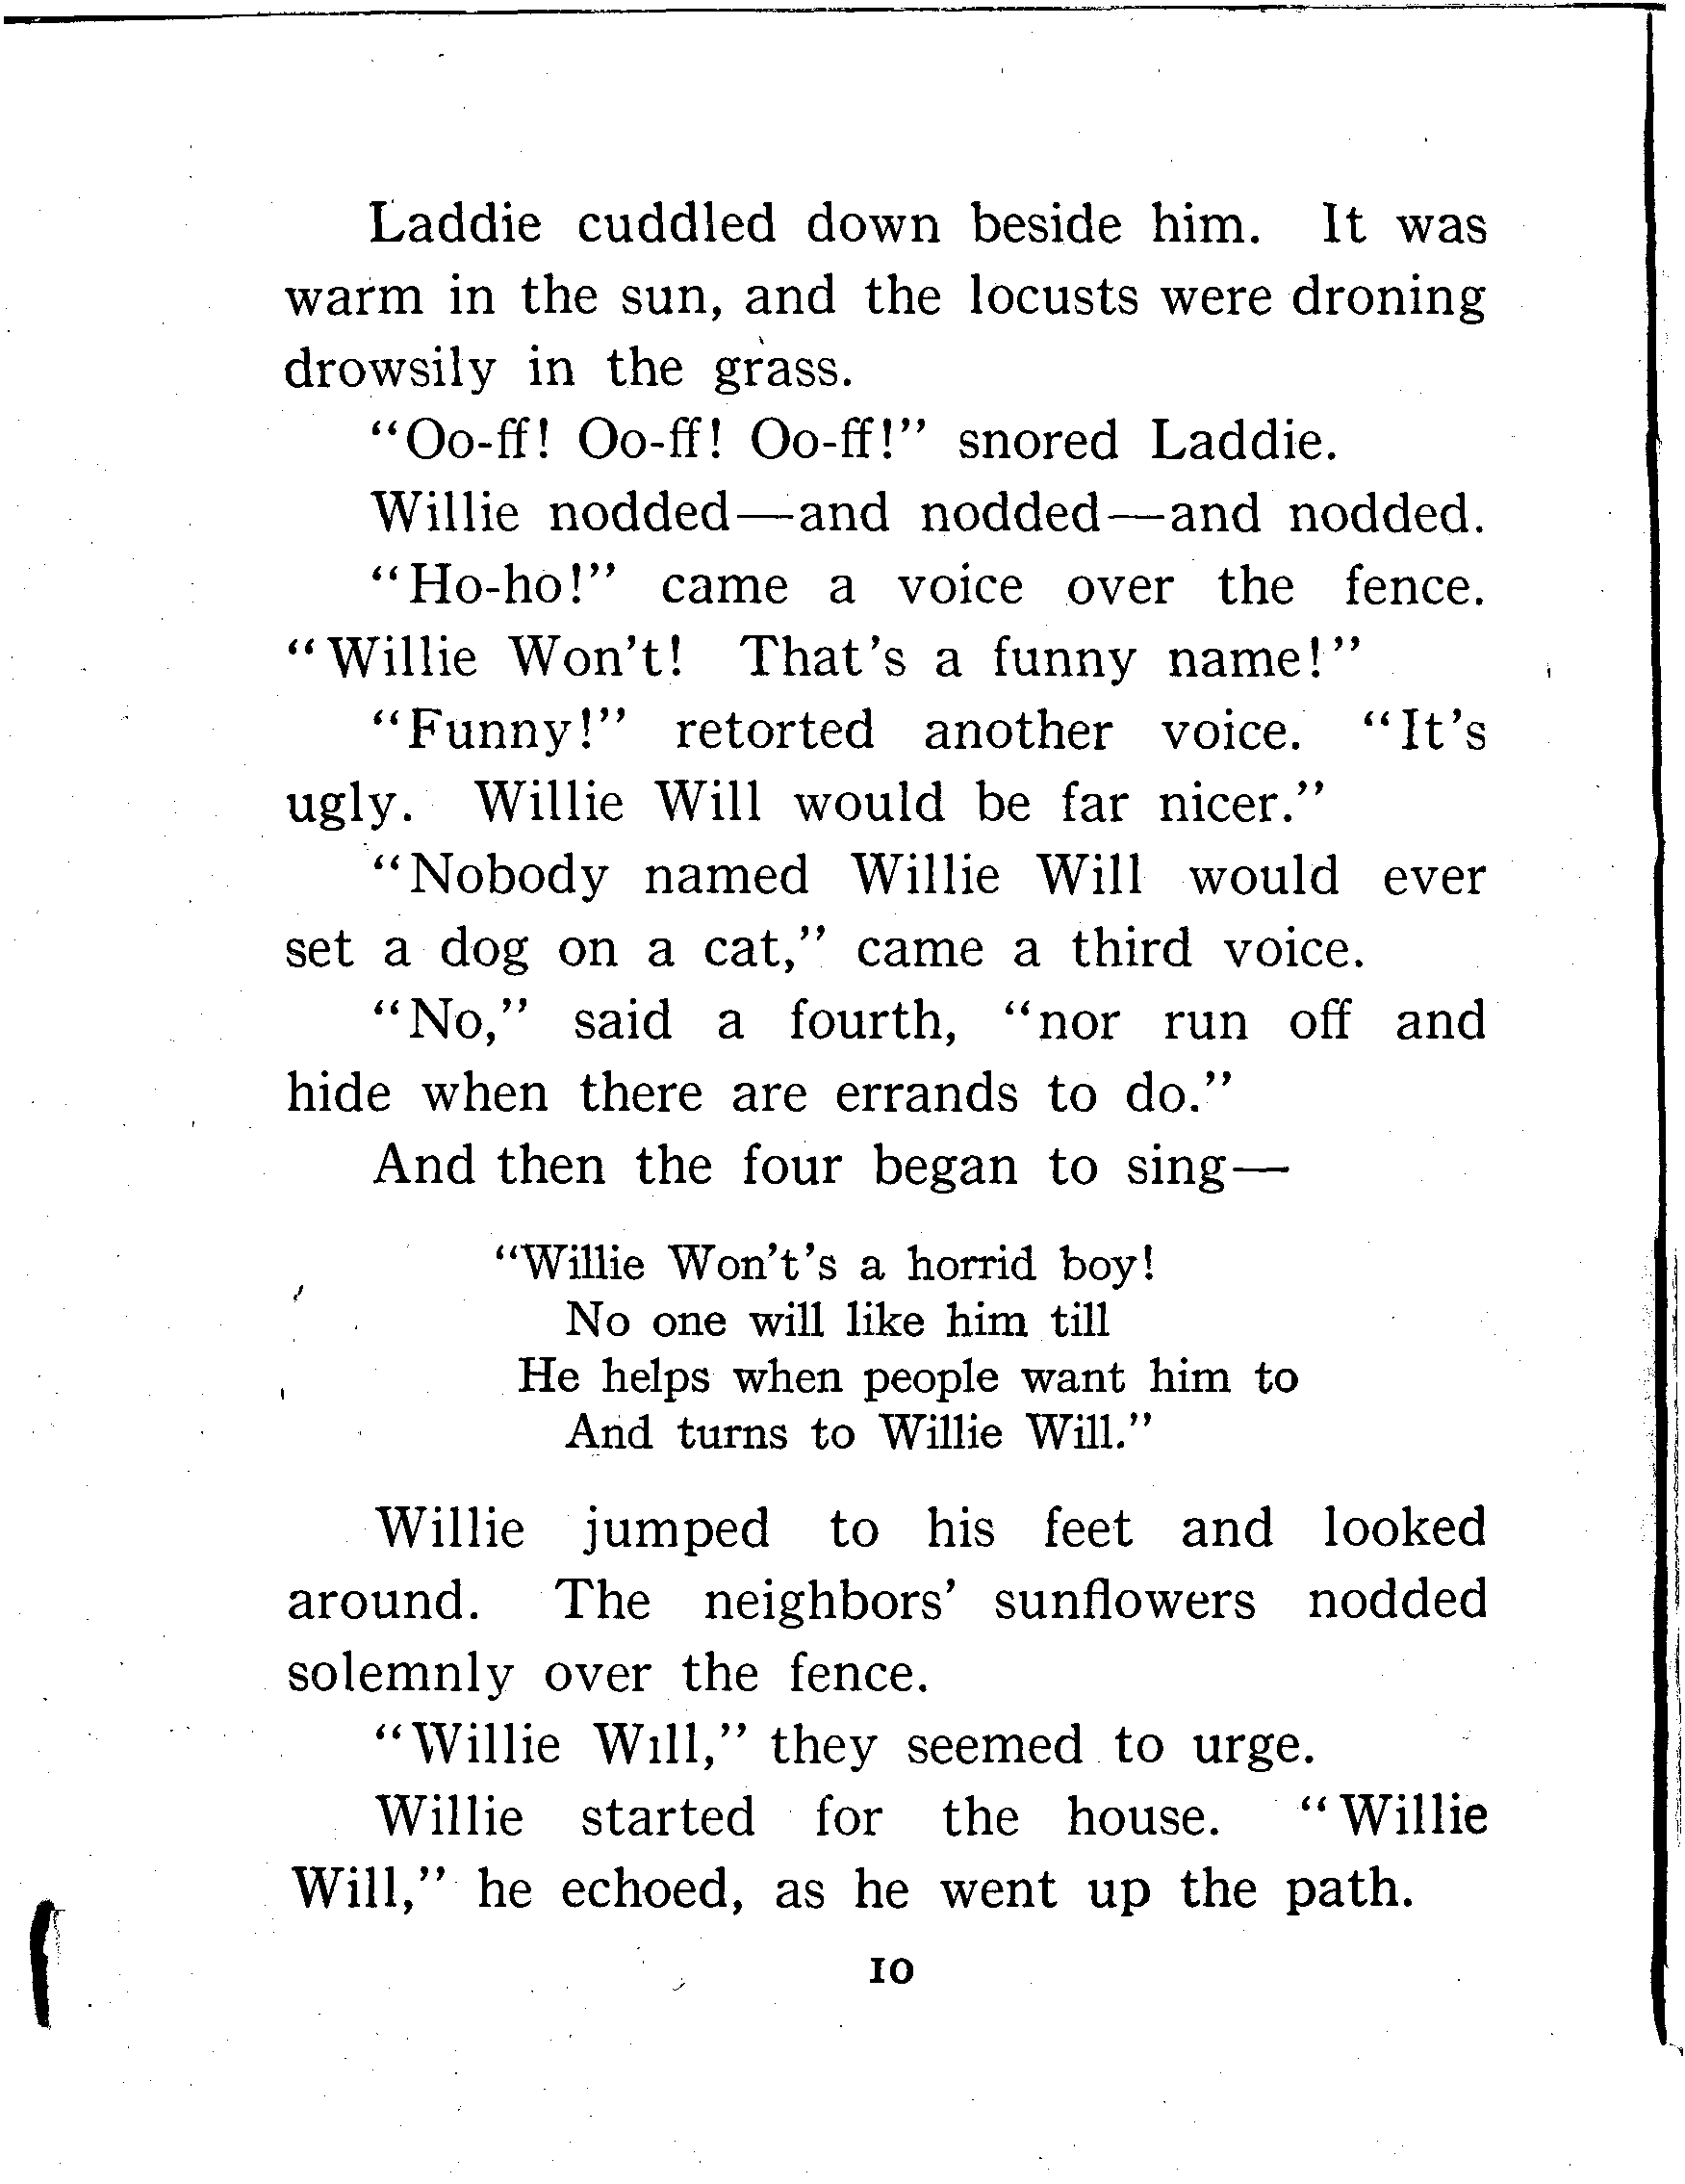 Laddie cuddled down beside him. It was
warm in the sun, and the locusts were droning
drowsily in the grass.
“Oo-ff! Oo-ff! Oo-ff!” snored Laddie.
Willie nodded—and nodded—and nodded.
“Ho-ho!” came a voice over the fence.
“Willie Won't! That's a funny name!”
“Funny!” retorted another voice. “It's
ugly. Willie Will would be far nicer.”
“Nobody named Willie Will would ever
set a dog on a cat,” came a third voice.
“No,” said a fourth, “nor run off and
hide when there are errands to do.”
And then the four began to sing—
“Willie Won't's a horrid boy!
No one will like him till
He helps when people want him to
And turns to Willie Will.”
Willie jumped to his feet and looked
around. The neighbors’ sunflowers nodded
solemnly over the fence.
“Willie Will,” they seemed to urge.
Willie started for the house. “Willie
Will,” he echoed, as he went up the path.
10